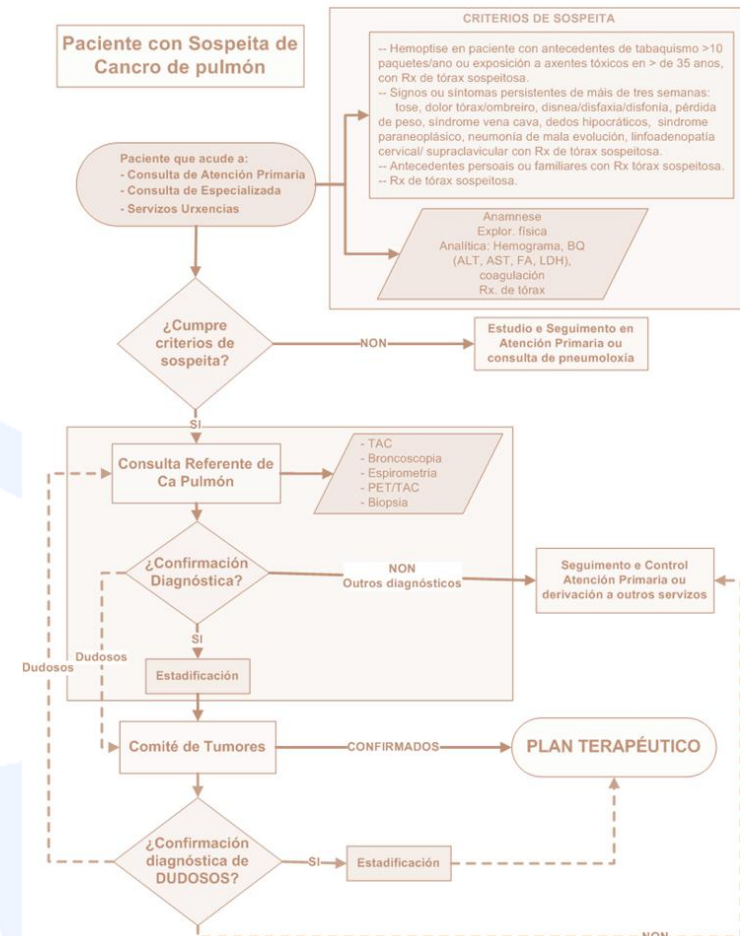 CRITERIOS DE SOSPEITA
Paciente con Sospeita de
Cancro de pulmón
-- Hemoptise en paciente con antecedentes de tabaquismo >10
paquetes/ano ou exposición a axentes tóxicos en > de 35 anos,
con Rx de tórax sospeitosa.
-- Signos ou síntomas persistentes de máis de tres semanas:
tose, dolor tórax/ombreiro, disnea/disfaxia/disfonía, pérdida
de peso, síndrome vena cava, dedos hipocráticos, sindrome
paraneoplásico, neumonía de mala evolución, linfoadenopatía
cervical/ supraclavicular con Rx de tórax sospeitosa.
-- Antecedentes persoais ou familiares con Rx tórax sospeitosa.
-- Rx de tórax sospeitosa.
Paciente que acude a:
- Consulta de Atención Primaria
- Consulta de Especializada
- Servizos Urxencias
Anamnese
Explor. física
Analítica: Hemograma, BQ
(ALT, AST, FA, LDH),
coagulación
Rx. de tórax
¿Cumpre
criterios de
sospeita?
NON
Estudio e Seguimento en
Atención Primaria ou
consulta de pneumoloxía
SI
Consulta Referente de
Ca Pulmón
- TAC
- Broncoscopia
- Espirometria
- PET/TAC
- Biopsia
¿Confirmación
Diagnóstica?
NON
Outros diagnósticos
Seguimento e Control
Atención Primaria ou
derivación a outros servizos
SI
Dudosos
Dudosos
Estadificación
Comité de Tumores
CONFIRMADOS
PLAN TERAPÉUTICO
¿Confirmación
diagnóstica de
DUDOSOS?
SI
Estadificación
NON